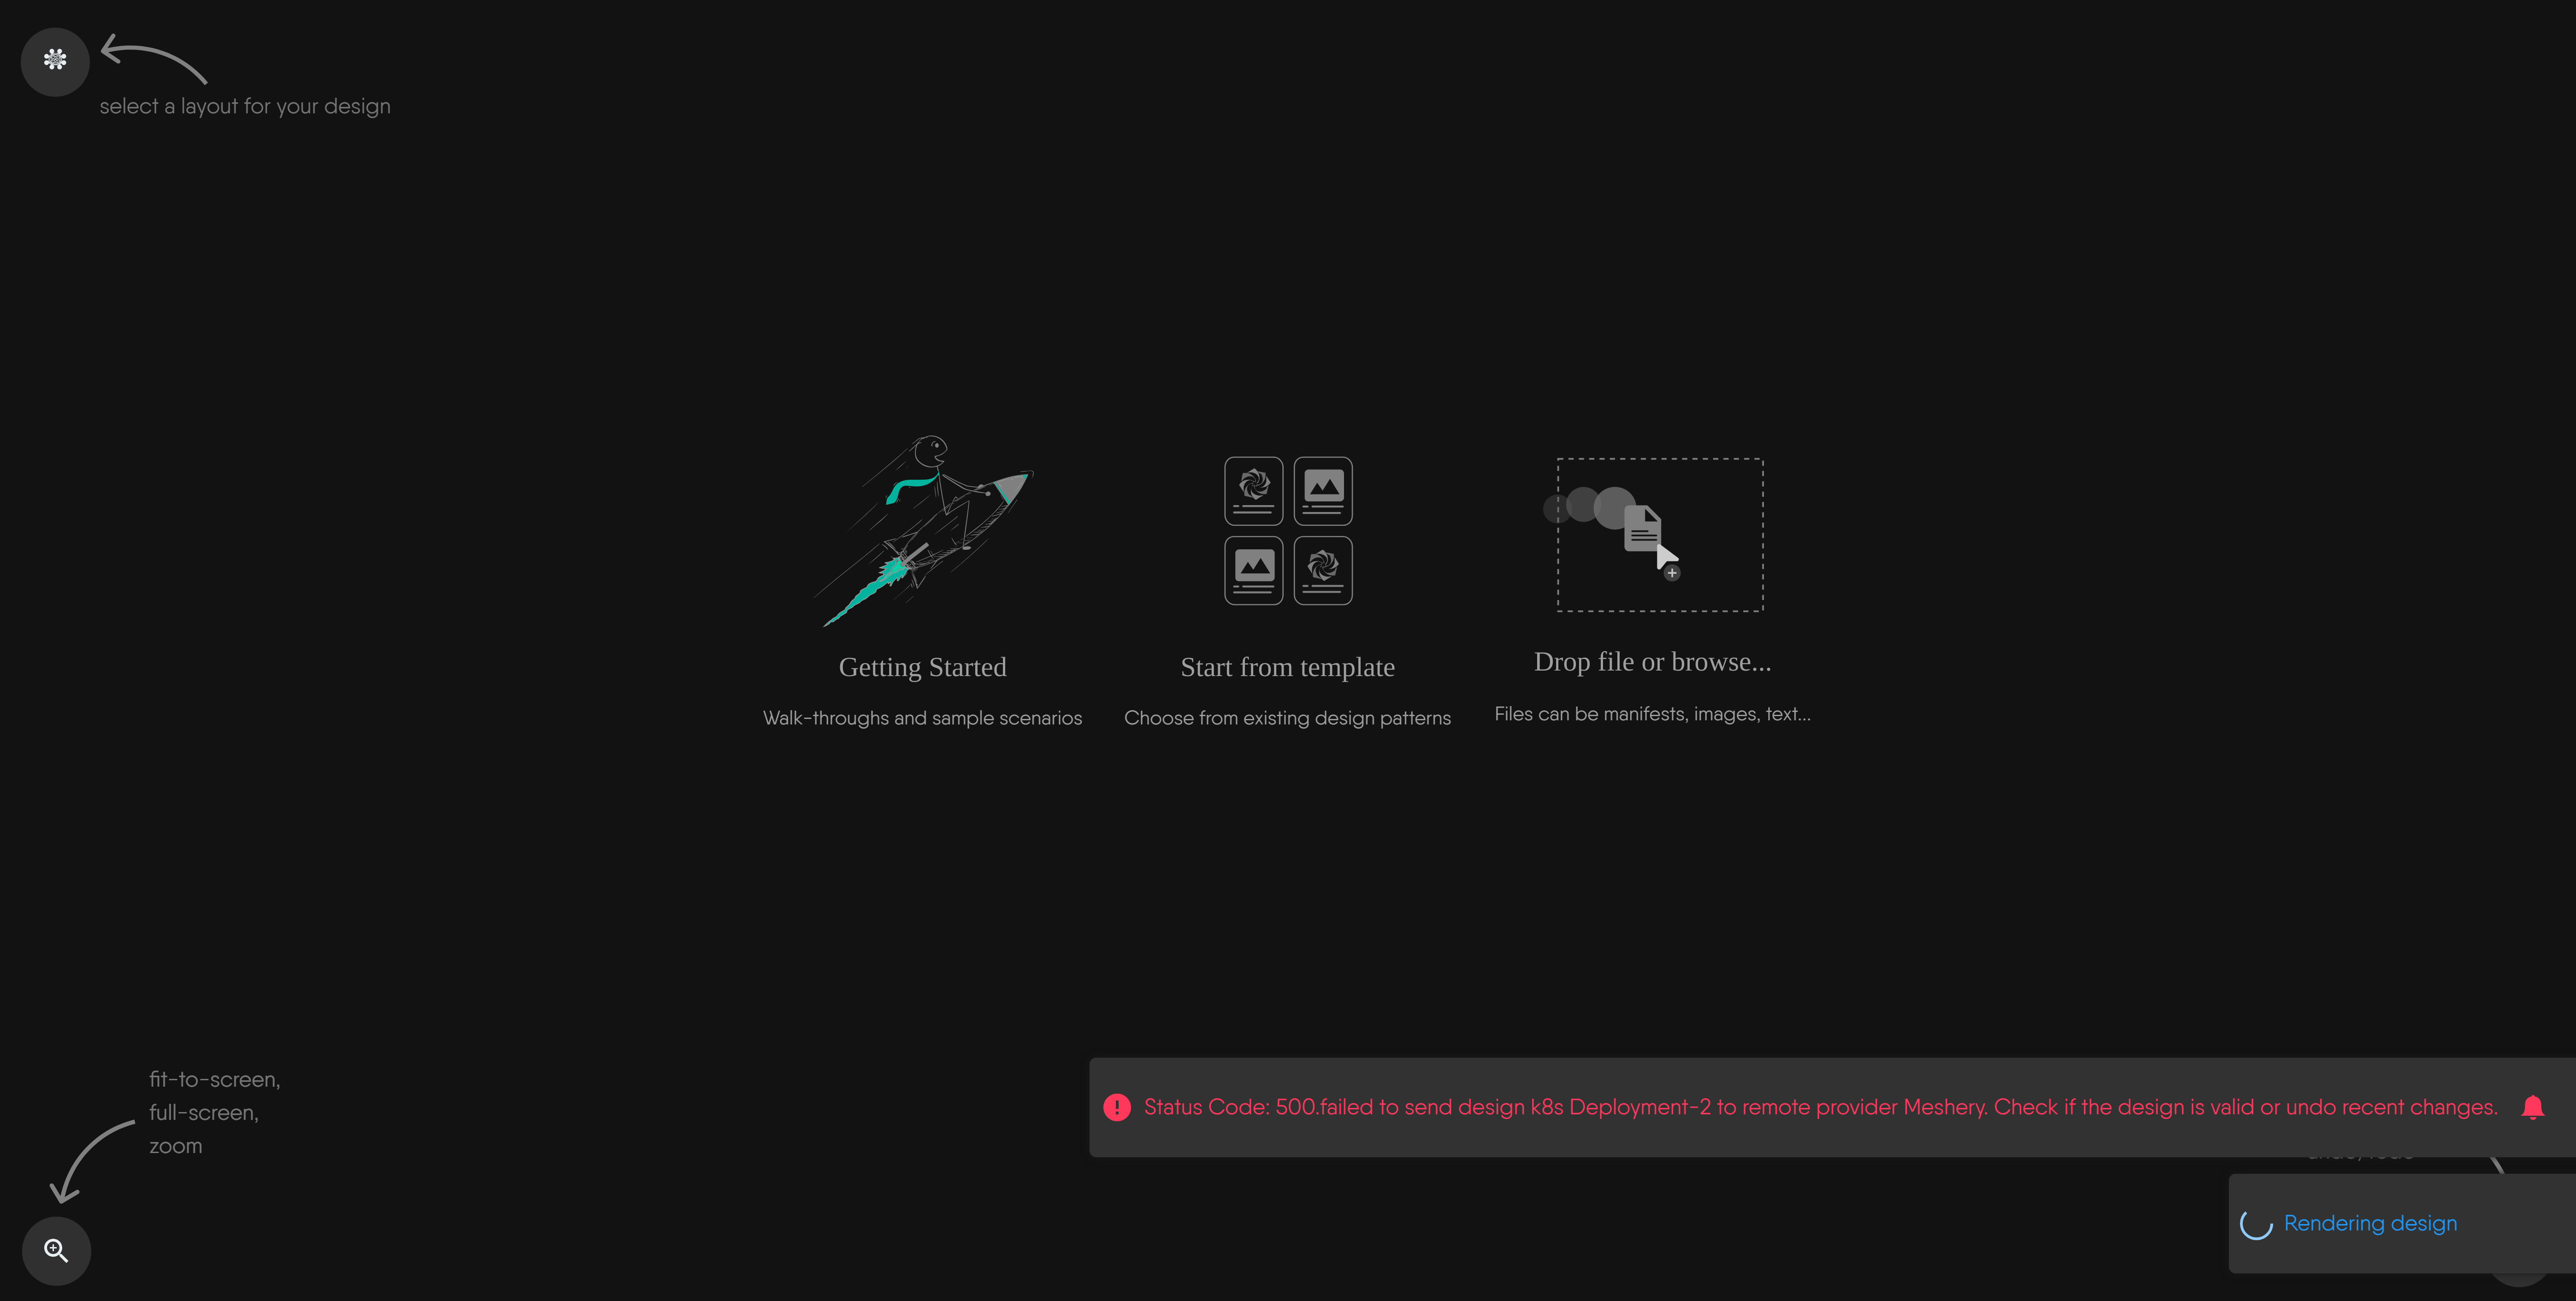 select a layout for your design
Getting Started
Start from template
Drop file or browse...
Walk-throughs and sample scenarios
Choose from existing design patterns
Files can be manifests, images, text...
fit-to-screen,
full-screen,
zoom
Status Code: 500.failed to send design k8s Deployment-2 to remote provider Meshery. Check if the design is valid or undo recent changes.
Rendering design